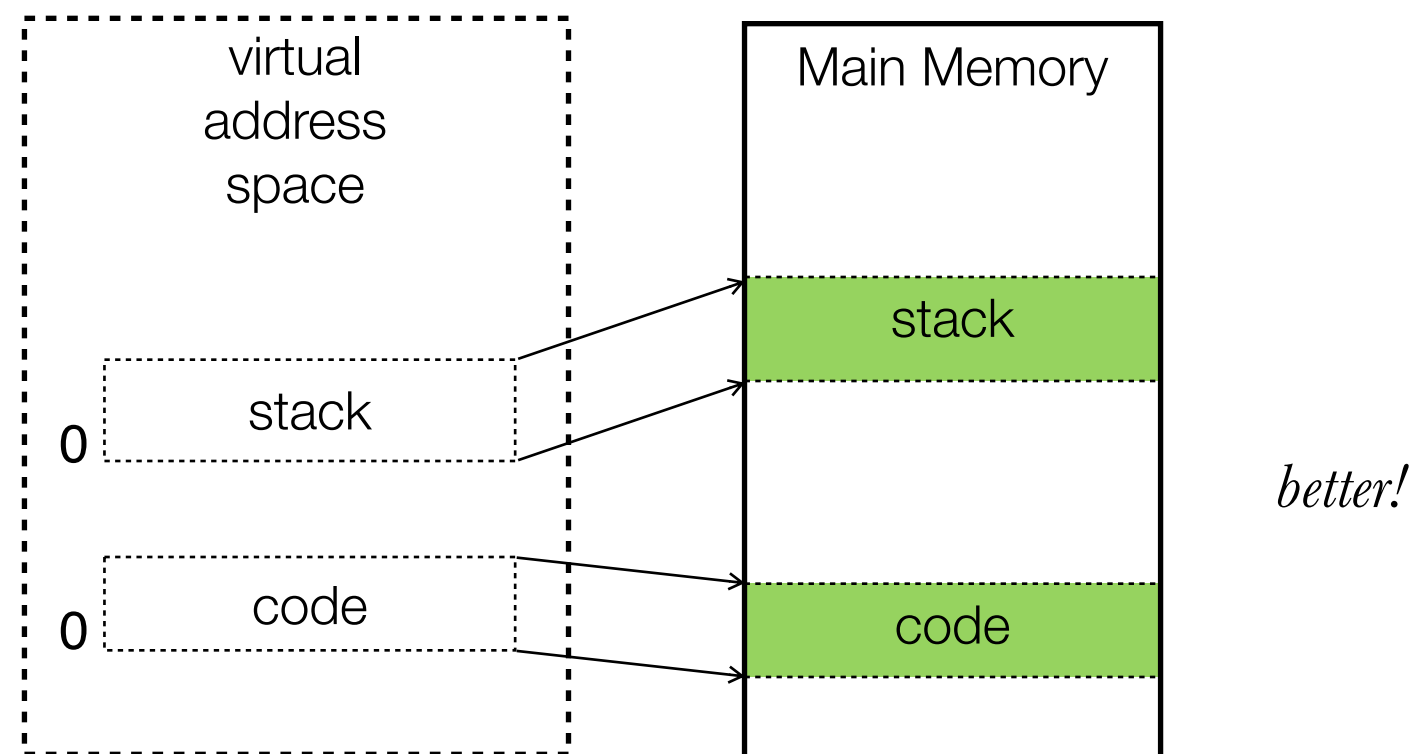 virtual
address
space
Main Memory
stack
stack
0
better!
code
code
0